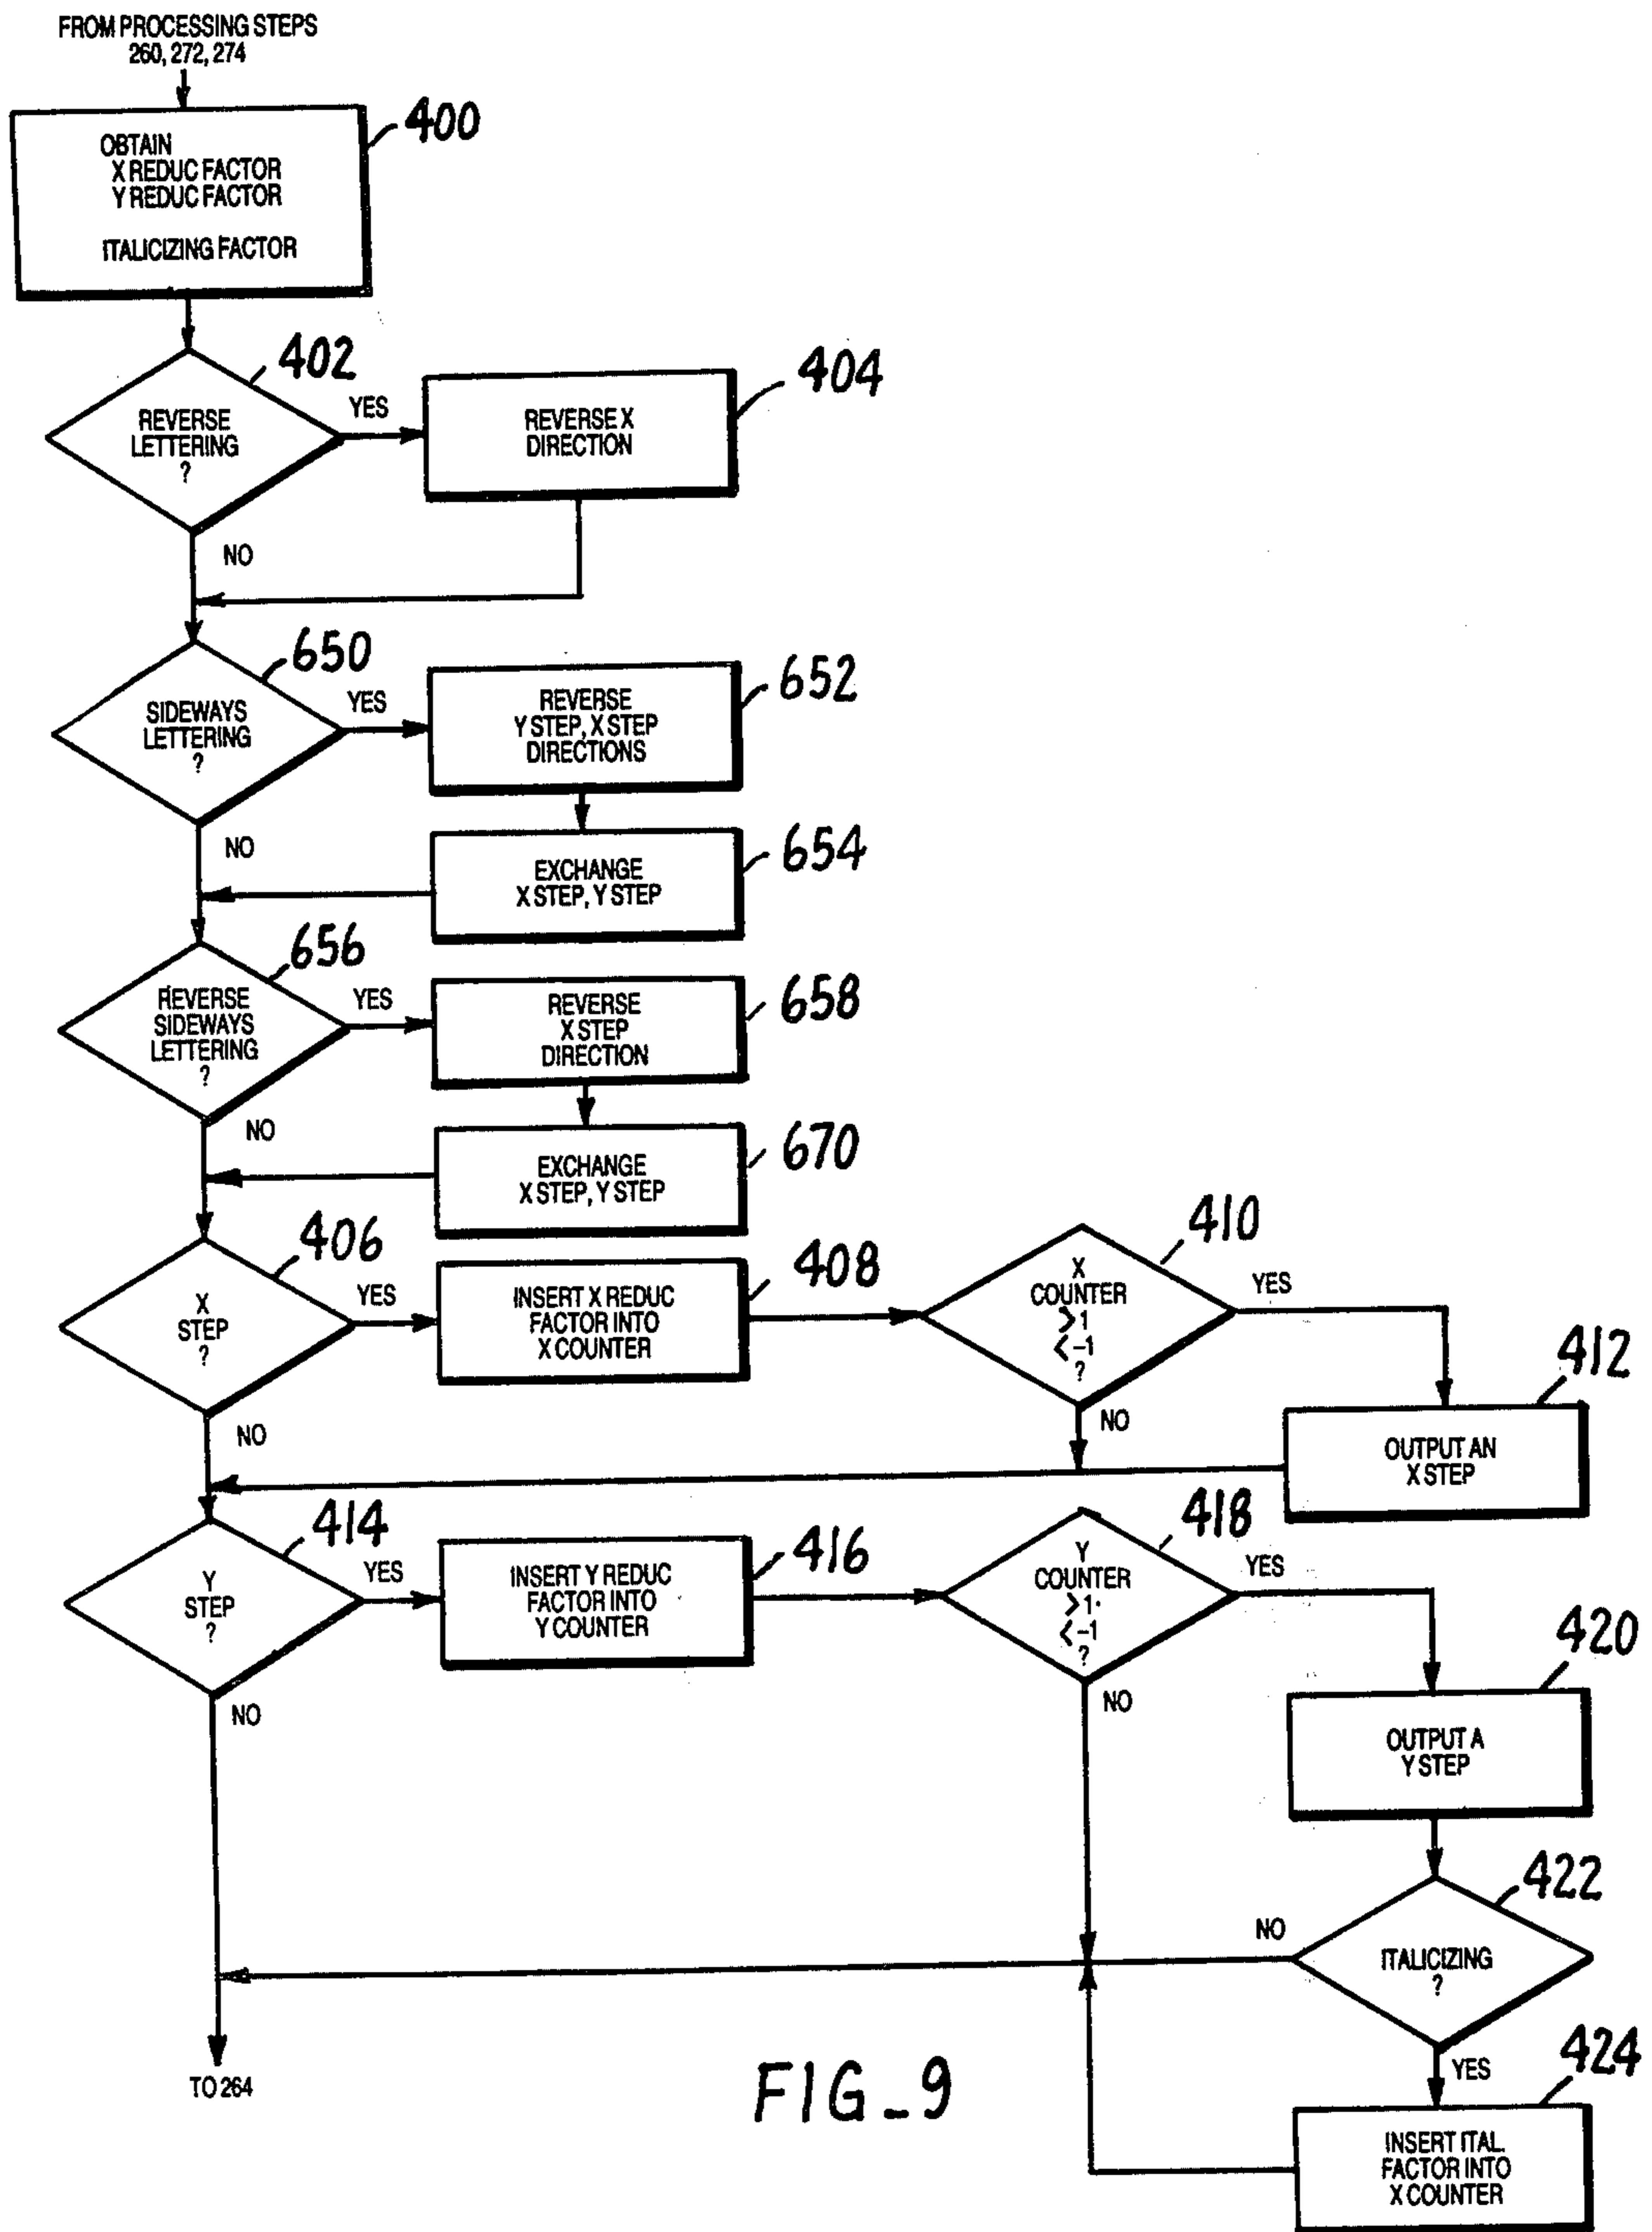 FROM PROCESSING STEPS
260, 272, 274
400
OBTAIN
X REDUC FACTOR
Y REDUC FACTOR
ITALICIZING FACTOR
402
REVERSE
LETTERING
?
YES
NO
404
REVERSE X
DIRECTION
650
SIDEWAYS
LETTERING
?
YES
NO
652
REVERSE
Y STEP, X STEP
DIRECTIONS
654
EXCHANGE
X STEP, Y STEP
656
REVERSE
SIDEWAYS
LETTERING
?
YES
NO
658
REVERSE
X STEP
DIRECTION
670
EXCHANGE
X STEP, Y STEP
406
X
STEP
?
YES
NO
408
INSERT X REDUC
FACTOR INTO
X COUNTER
410
X
COUNTER
>1
<-1
?
YES
NO
412
OUTPUT AN
X STEP
414
Y
STEP
?
YES
NO
416
INSERT Y REDUC
FACTOR INTO
Y COUNTER
418
Y
COUNTER
>1
<-1
?
YES
NO
420
OUTPUT A
Y STEP
422
ITALICIZING
?
NO
YES
424
INSERT ITAL.
FACTOR INTO
X COUNTER
TO 264
FIG_9